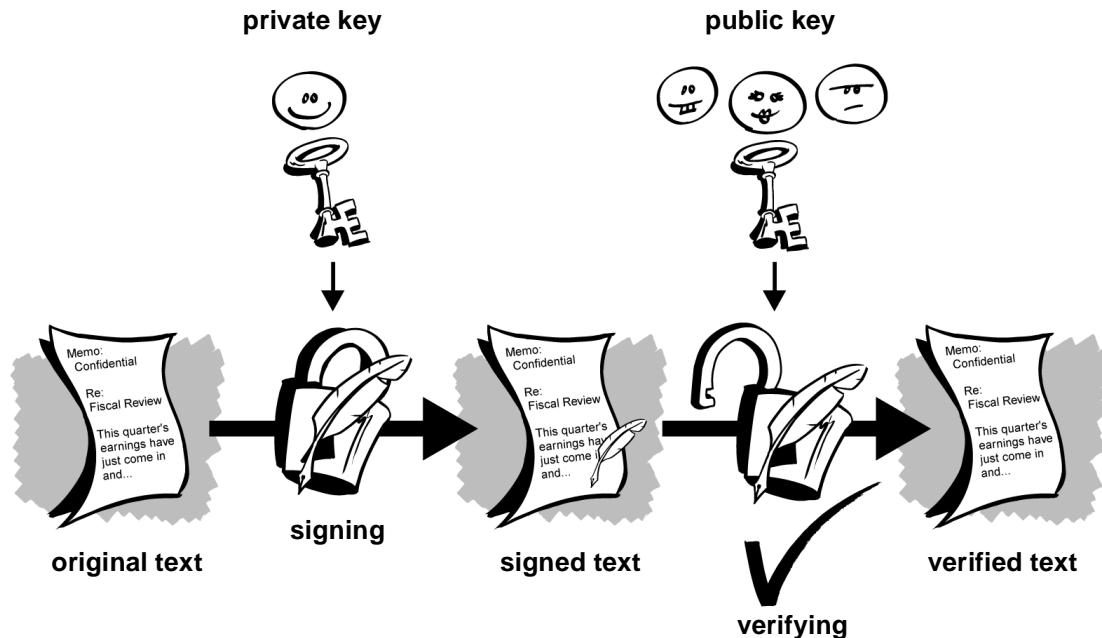 private key
public key
Memo:
Confidential
Re:
Fiscal Review
This quarter's
earnings have
just come in
and...
Memo:
Confidential
Re:
Fiscal Review
This quarter's
earnings hav
just come i
and...
Memo:
Confidential
Re:
Fiscal Review
This quarter's
earnings have
just come in
and...
signing
original text
signed text
verified text
verifying